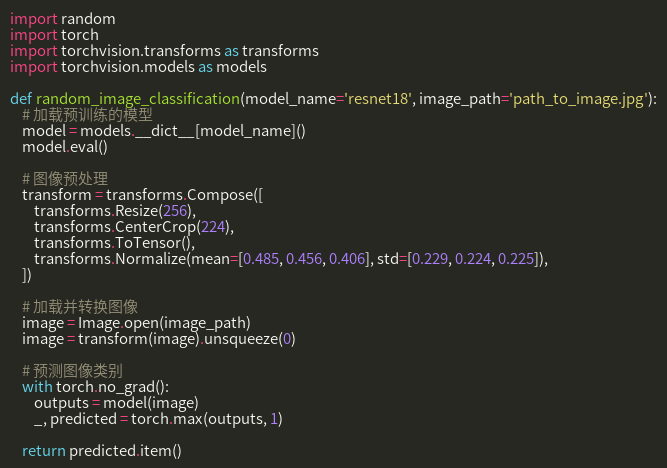 import random
import torch
import torchvision.transforms as transforms
import torchvision.models as models

def random_image_classification(model_name='resnet18', image_path='path_to_image.jpg'):
    # 加载预训练的模型
    model = models.__dict__[model_name]()
    model.eval()

    # 图像预处理
    transform = transforms.Compose([
        transforms.Resize(256),
        transforms.CenterCrop(224),
        transforms.ToTensor(),
        transforms.Normalize(mean=[0.485, 0.456, 0.406], std=[0.229, 0.224, 0.225]),
    ])

    # 加载并转换图像
    image = Image.open(image_path)
    image = transform(image).unsqueeze(0)

    # 预测图像类别
    with torch.no_grad():
        outputs = model(image)
        _, predicted = torch.max(outputs, 1)

    return predicted.item()